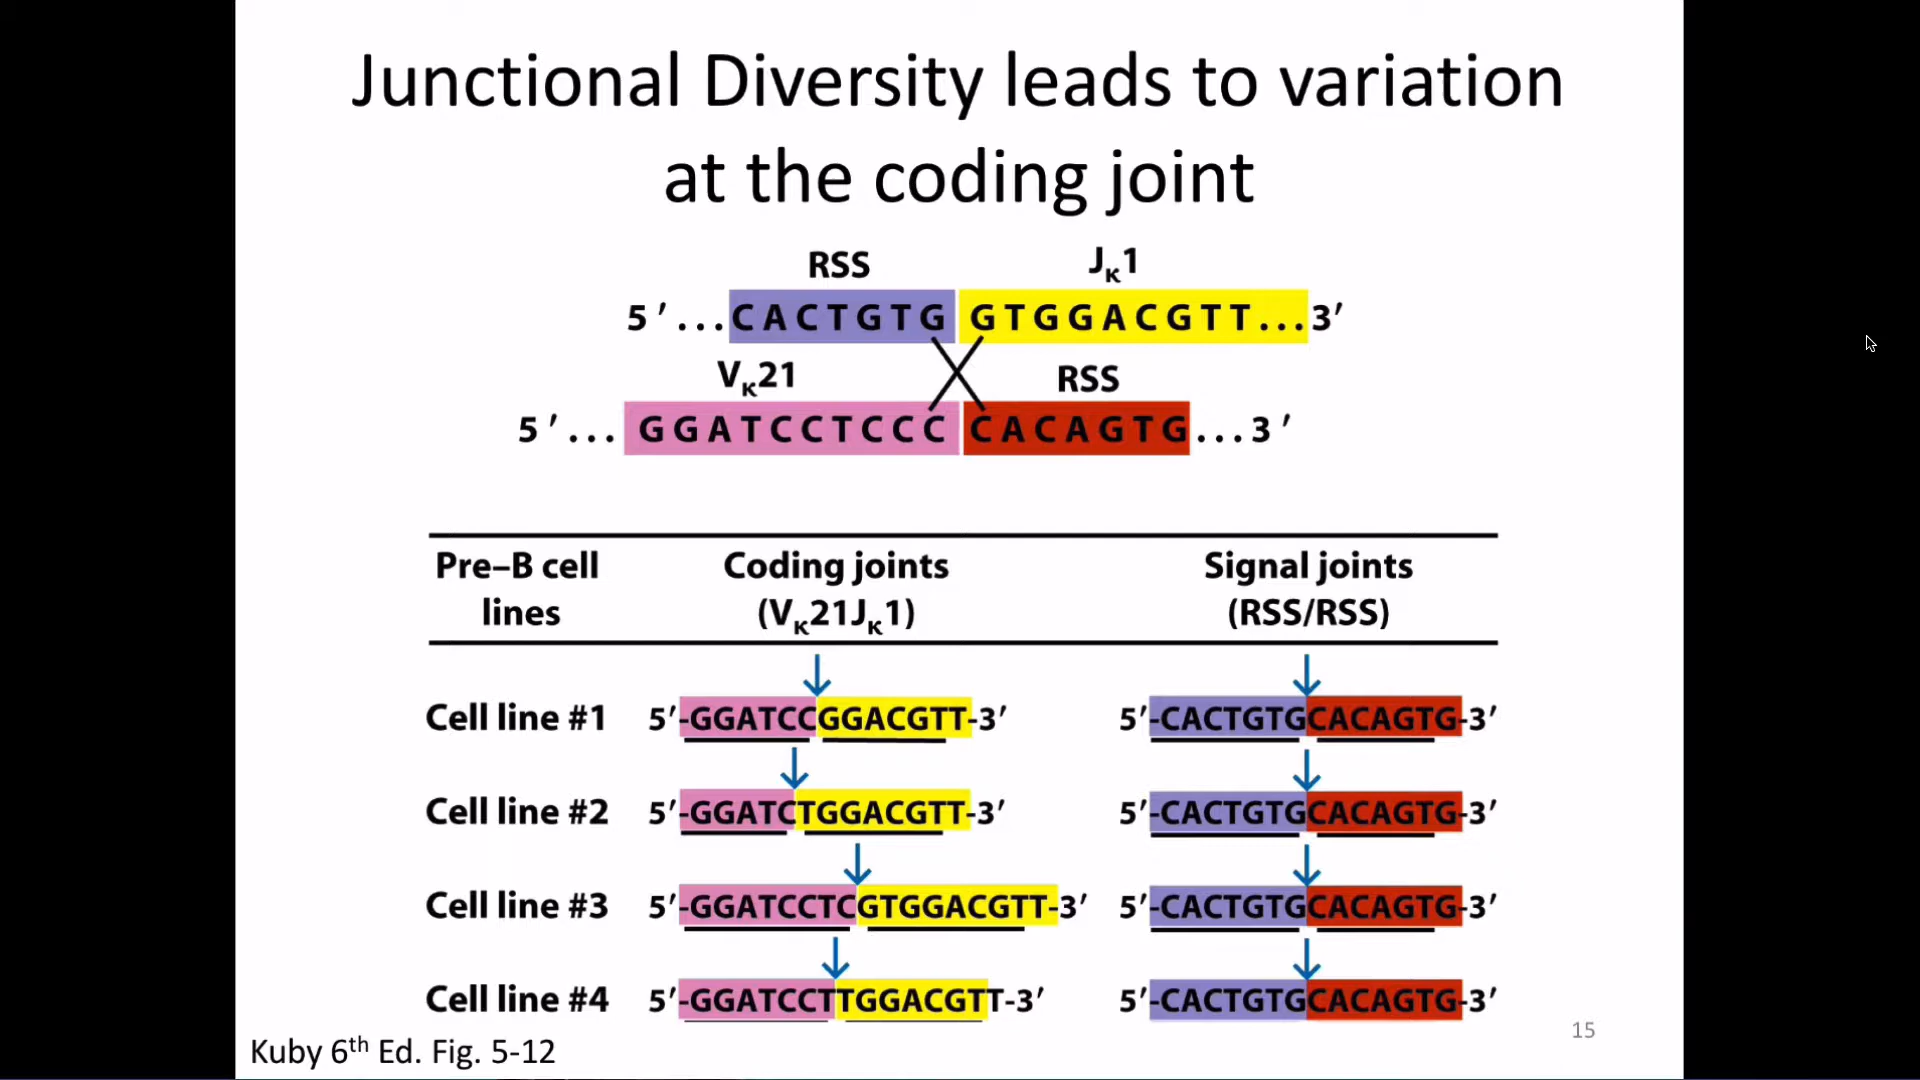 Junctional Diversity leads to variation
at the coding joint
RSS Jκ1
5′...CACTGTG GTGGACGTT...3′
Vκ21 RSS
5′... GGATCCTCCC CACAGTG...3′
Pre–B cell lines Coding joints (Vκ21Jκ1) Signal joints (RSS/RSS)
Cell line #1 5′-GGATCCGGACGTT-3′ 5′-CACTGTGCACAGTG-3′
Cell line #2 5′-GGATCTGGACGTT-3′ 5′-CACTGTGCACAGTG-3′
Cell line #3 5′-GGATCCTCGTGGACGTT-3′ 5′-CACTGTGCACAGTG-3′
Cell line #4 5′-GGATCCTTGGACGTT-3′ 5′-CACTGTGCACAGTG-3′
Kuby 6th Ed. Fig. 5-12
15